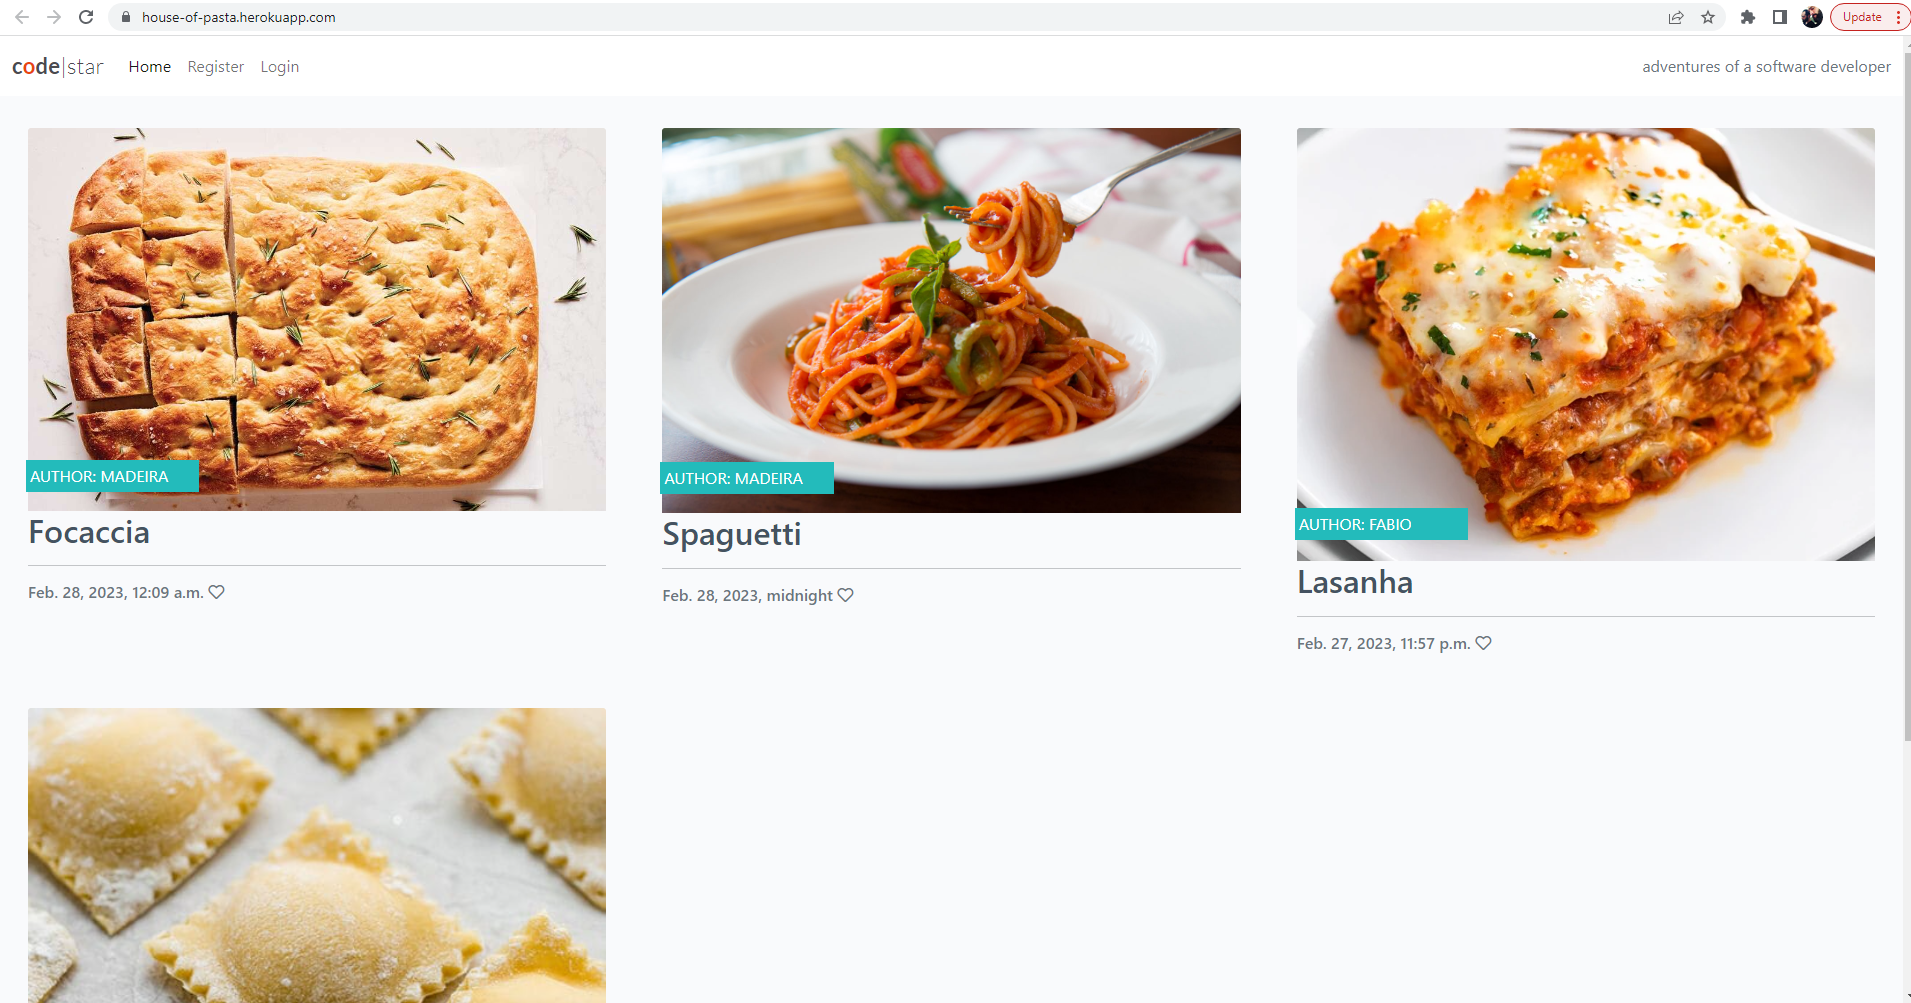 house-of-pasta.herokuapp.com
Update
code|star Home Register Login adventures of a software developer
AUTHOR: MADEIRA
Focaccia
Feb. 28, 2023, 12:09 a.m.
AUTHOR: MADEIRA
Spaguetti
Feb. 28, 2023, midnight
AUTHOR: FABIO
Lasanha
Feb. 27, 2023, 11:57 p.m.